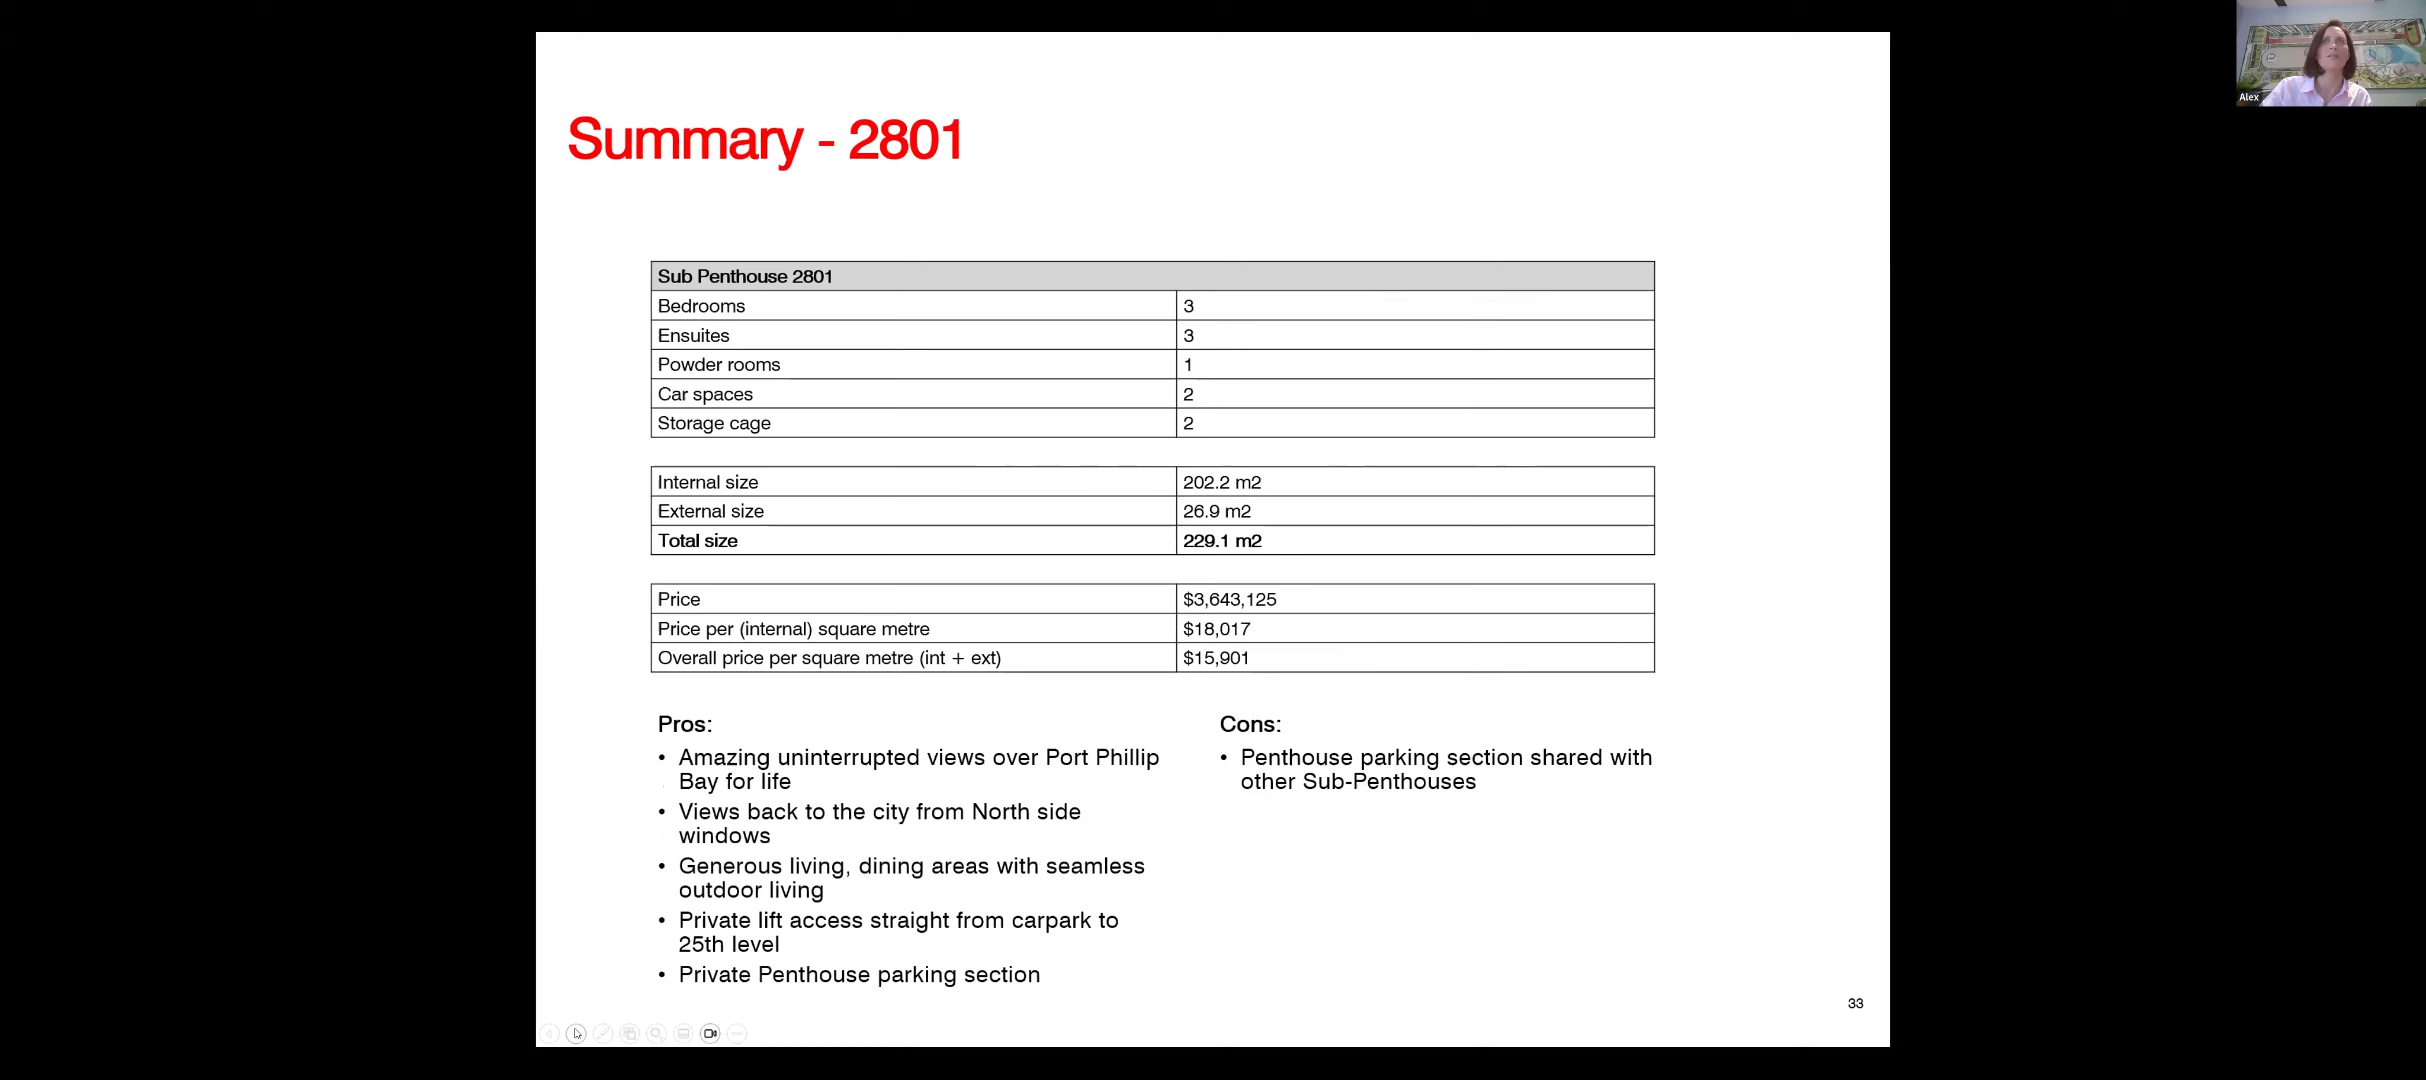 Alex
Summary - 2801
Sub Penthouse 2801
Bedrooms 3
Ensuites 3
Powder rooms 1
Car spaces 2
Storage cage 2
Internal size 202.2 m2
External size 26.9 m2
Total size 229.1 m2
Price $3,643,125
Price per (internal) square metre $18,017
Overall price per square metre (int + ext) $15,901
Pros:
• Amazing uninterrupted views over Port Phillip
Bay for life
• Views back to the city from North side
windows
• Generous living, dining areas with seamless
outdoor living
• Private lift access straight from carpark to
25th level
• Private Penthouse parking section
Cons:
• Penthouse parking section shared with
other Sub-Penthouses
33